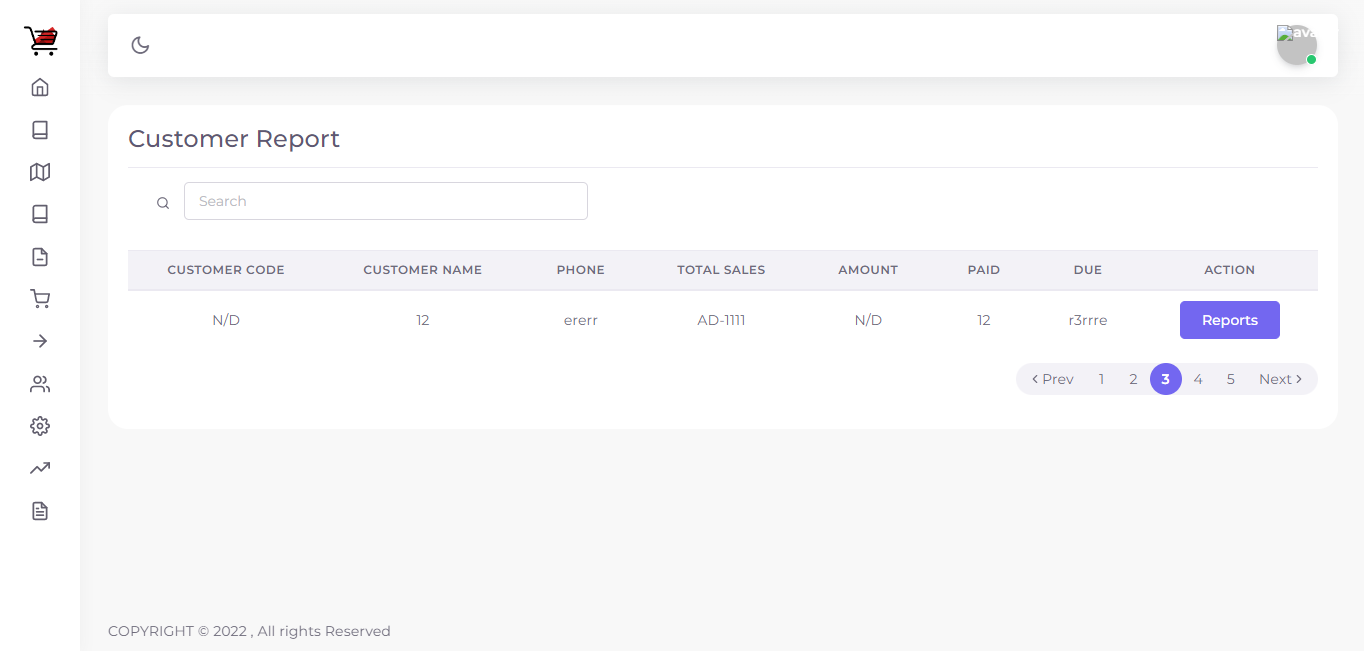 ava
Customer Report
Search
CUSTOMER CODE CUSTOMER NAME PHONE TOTAL SALES AMOUNT PAID DUE ACTION
N/D 12 ererr AD-1111 N/D 12 r3rrre Reports
Prev 1 2 3 4 5 Next
COPYRIGHT © 2022 , All rights Reserved